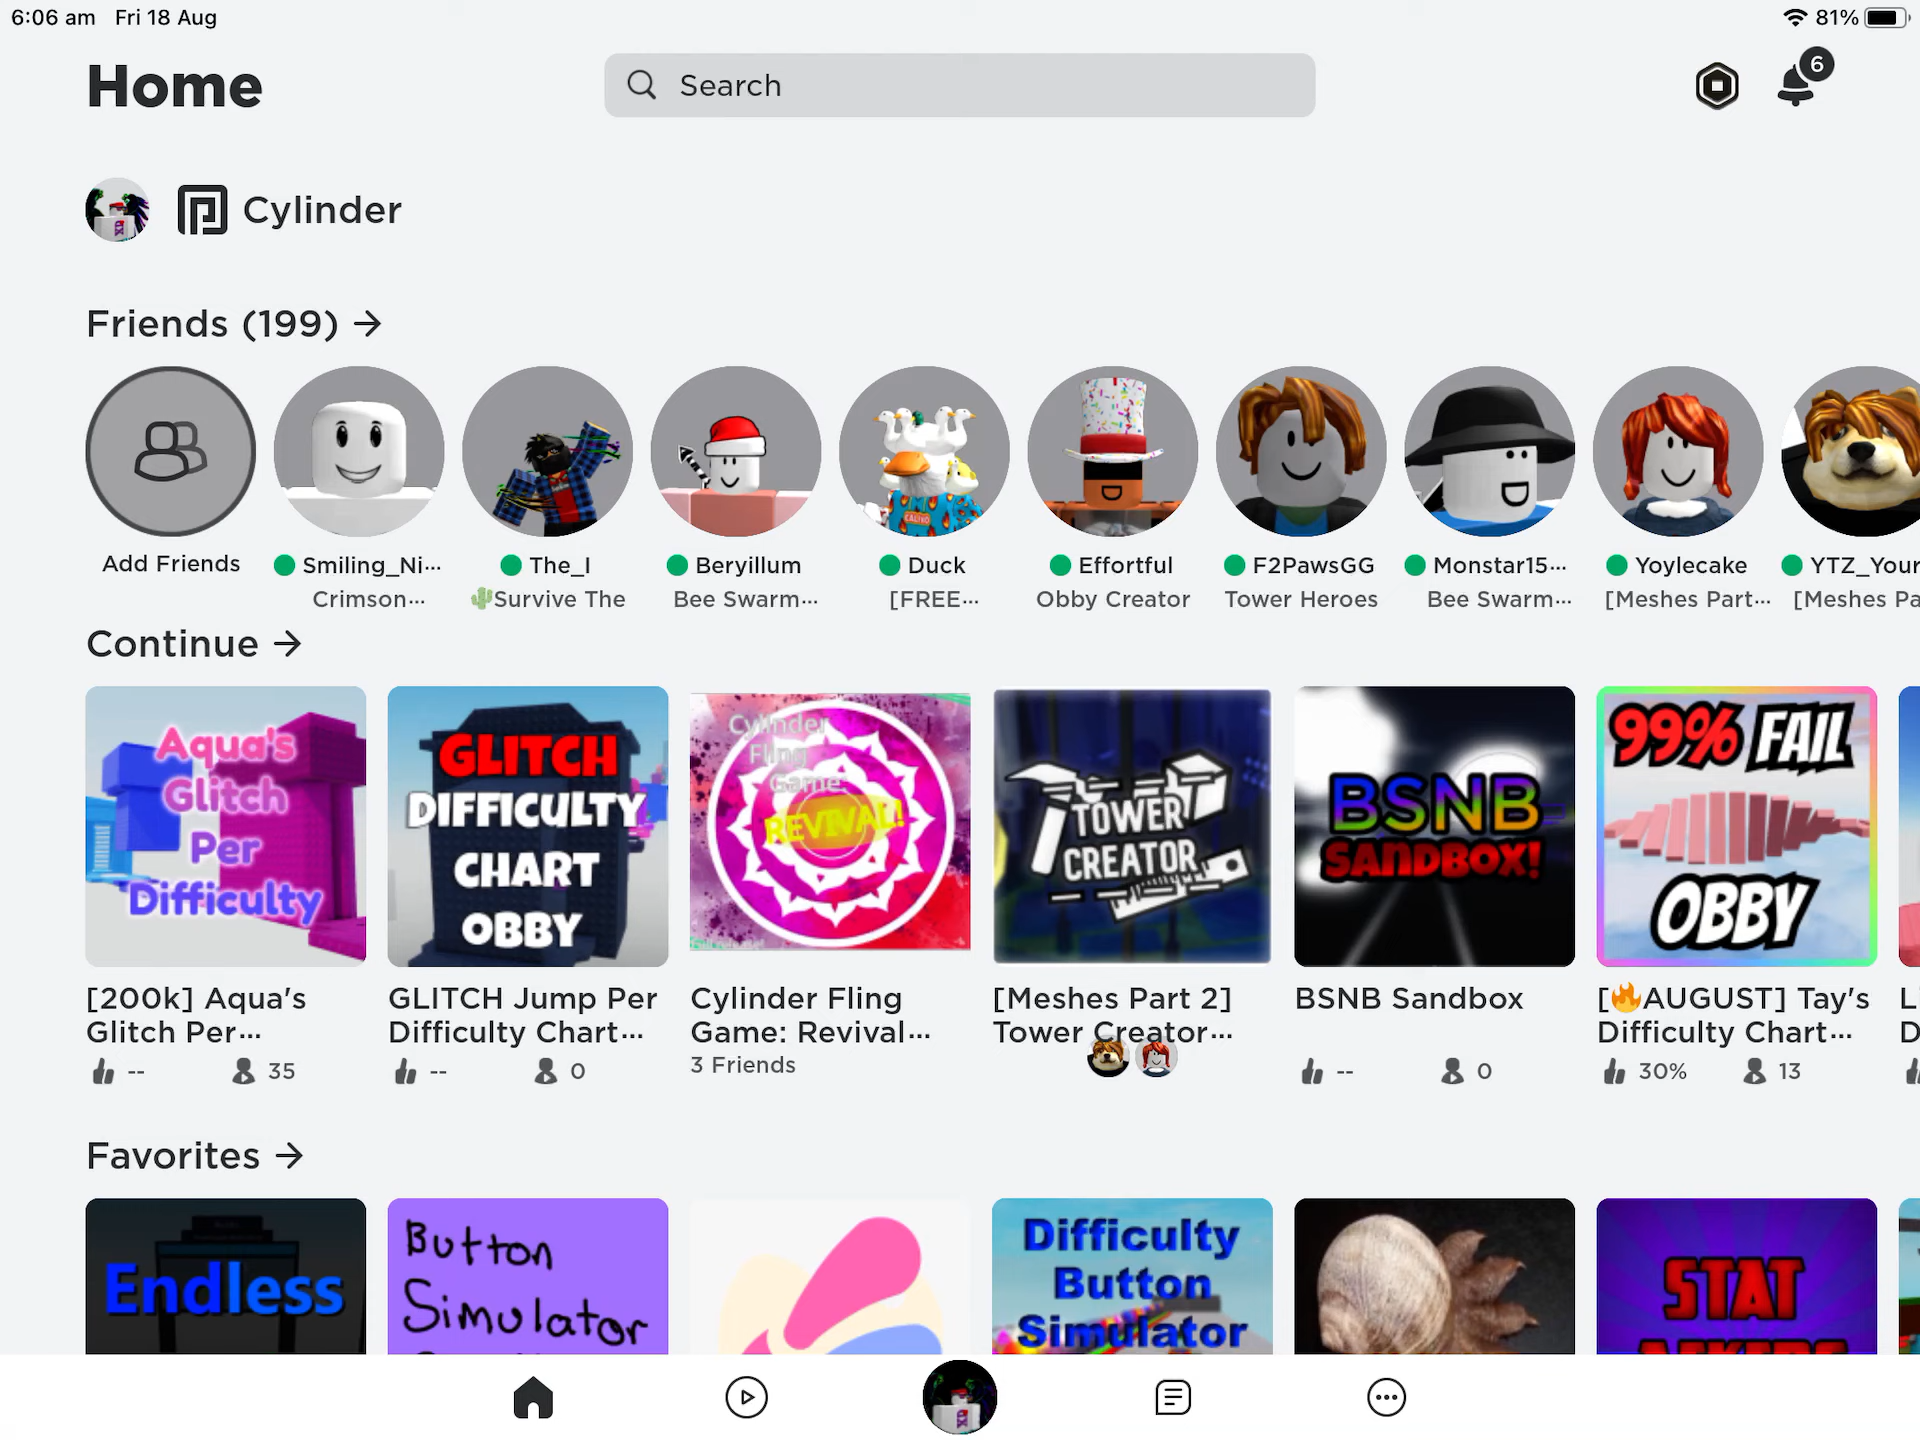 6:06 am Fri 18 Aug
81%
Home
Search
6
Cylinder
Friends (199) →
CALIKO
Add Friends
Smiling_Ni...
Crimson...
The_I
🌵Survive The
Beryillum
Bee Swarm...
Duck
[FREE...
Effortful
Obby Creator
F2PawsGG
Tower Heroes
Monstar15...
Bee Swarm...
Yoylecake
[Meshes Part...
YTZ_Your
[Meshes Pa
Continue →
Aqua's
Glitch
Per
Difficulty
GLITCH
DIFFICULTY
CHART
OBBY
Cylinder
Fling
Game:
REVIVAL!
TOWER
CREATOR
BSNB
SANDBOX!
99% FAIL
OBBY
[200k] Aqua's
Glitch Per...
-- 35
GLITCH Jump Per
Difficulty Chart...
-- 0
Cylinder Fling
Game: Revival...
3 Friends
[Meshes Part 2]
Tower Creator...
BSNB Sandbox
-- 0
[🔥AUGUST] Tay's
Difficulty Chart...
30% 13
L
D
Favorites →
Endless
Button
Simulator
Difficulty
Button
Simulator
STAT